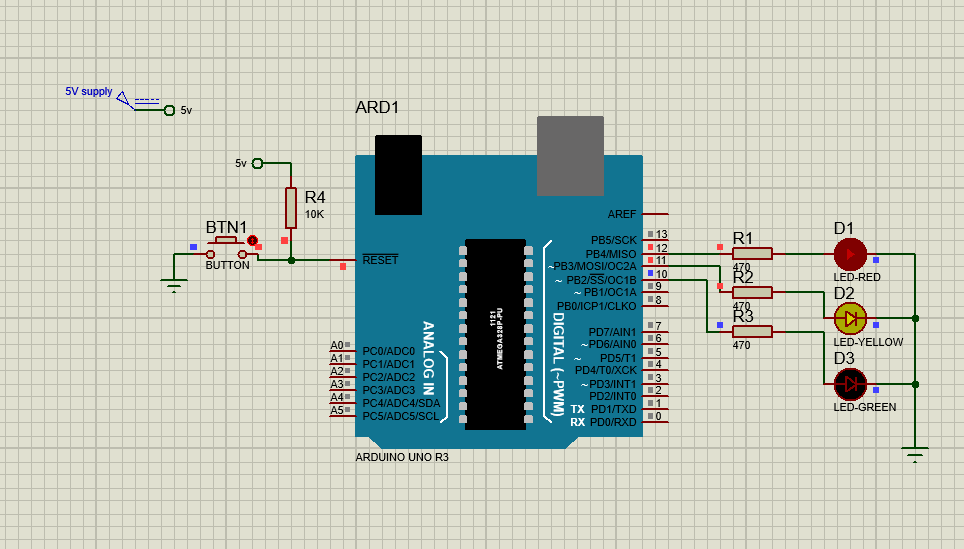 5V supply
5v
ARD1
5v
R4
10K
BTN1
BUTTON
RESET
AREF
PB5/SCK 13
PB4/MISO 12
~PB3/MOSI/OC2A 11
~ PB2/SS/OC1B 10
~ PB1/OC1A 9
PB0/ICP1/CLKO 8
PD7/AIN1 7
~PD6/AIN0 6
~ PD5/T1 5
PD4/T0/XCK 4
~PD3/INT1 3
PD2/INT0 2
TX PD1/TXD 1
RX PD0/RXD 0
DIGITAL (~PWM)
1121
ATMEGA328P-PU
ANALOG IN
A0 PC0/ADC0
A1 PC1/ADC1
A2 PC2/ADC2
A3 PC3/ADC3
A4 PC4/ADC4/SDA
A5 PC5/ADC5/SCL
ARDUINO UNO R3
R1
470
R2
470
R3
470
D1
LED-RED
D2
LED-YELLOW
D3
LED-GREEN